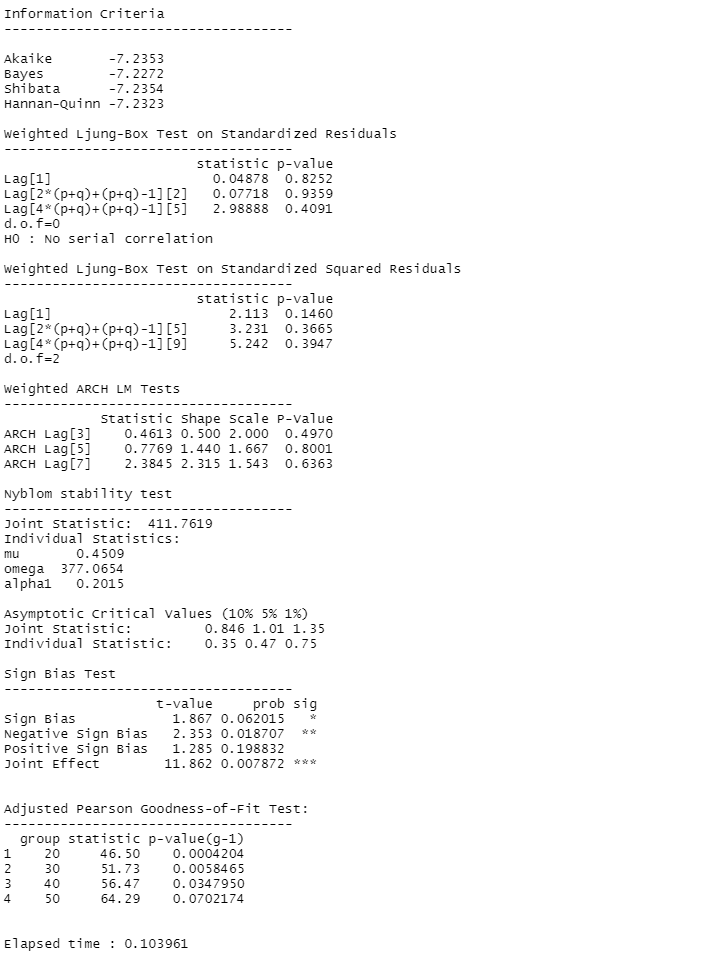 Information Criteria
------------------------------------
Akaike       -7.2353
Bayes        -7.2272
Shibata      -7.2354
Hannan-Quinn -7.2323
Weighted Ljung-Box Test on Standardized Residuals
------------------------------------
                        statistic p-value
Lag[1]                    0.04878  0.8252
Lag[2*(p+q)+(p+q)-1][2]   0.07718  0.9359
Lag[4*(p+q)+(p+q)-1][5]   2.98888  0.4091
d.o.f=0
H0 : No serial correlation
Weighted Ljung-Box Test on Standardized Squared Residuals
------------------------------------
                        statistic p-value
Lag[1]                      2.113  0.1460
Lag[2*(p+q)+(p+q)-1][5]     3.231  0.3665
Lag[4*(p+q)+(p+q)-1][9]     5.242  0.3947
d.o.f=2
Weighted ARCH LM Tests
------------------------------------
            Statistic Shape Scale P-Value
ARCH Lag[3]    0.4613 0.500 2.000  0.4970
ARCH Lag[5]    0.7769 1.440 1.667  0.8001
ARCH Lag[7]    2.3845 2.315 1.543  0.6363
Nyblom stability test
------------------------------------
Joint Statistic:  411.7619
Individual Statistics:
mu       0.4509
omega  377.0654
alpha1   0.2015
Asymptotic Critical Values (10% 5% 1%)
Joint Statistic:         0.846 1.01 1.35
Individual Statistic:    0.35 0.47 0.75
Sign Bias Test
------------------------------------
                   t-value     prob sig
Sign Bias            1.867 0.062015   *
Negative Sign Bias   2.353 0.018707  **
Positive Sign Bias   1.285 0.198832
Joint Effect        11.862 0.007872 ***
Adjusted Pearson Goodness-of-Fit Test:
------------------------------------
  group statistic p-value(g-1)
1    20     46.50    0.0004204
2    30     51.73    0.0058465
3    40     56.47    0.0347950
4    50     64.29    0.0702174
Elapsed time : 0.103961